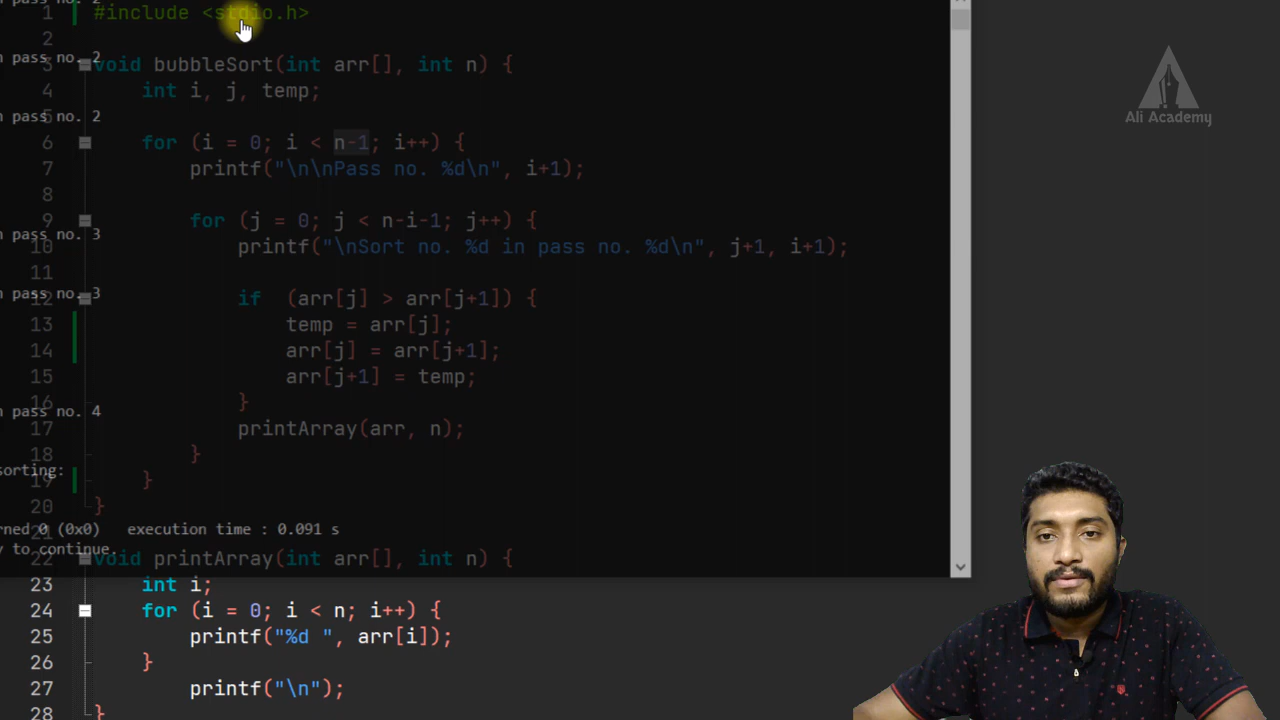 n pass no. 2
1 #include <stdio.h>
2
n pass no. 2
3 void bubbleSort(int arr[], int n) {
4 int i, j, temp;
n pass no. 2
5
6 for (i = 0; i < n-1; i++) {
7 printf("\n\nPass no. %d\n", i+1);
8
9 for (j = 0; j < n-i-1; j++) {
n pass no. 3
10 printf("\nSort no. %d in pass no. %d\n", j+1, i+1);
11
n pass no. 3
12 if (arr[j] > arr[j+1]) {
13 temp = arr[j];
14 arr[j] = arr[j+1];
15 arr[j+1] = temp;
16 }
n pass no. 4
17 printArray(arr, n);
18 }
sorting:
19 }
20 }
rned 0 (0x0) execution time : 0.091 s
21
y to continue.
22 void printArray(int arr[], int n) {
23 int i;
24 for (i = 0; i < n; i++) {
25 printf("%d ", arr[i]);
26 }
27 printf("\n");
28 }
Ali Academy